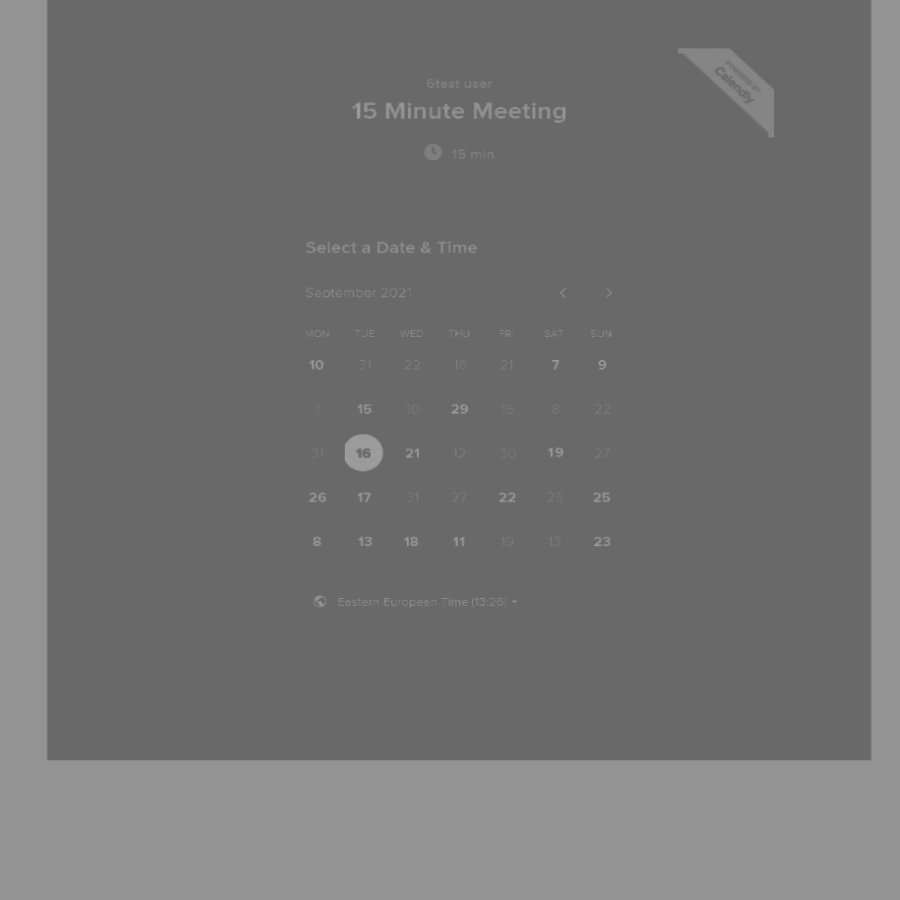 POWERED BY
Calendly
6test user
15 Minute Meeting
15 min
Select a Date & Time
September 2021
MON TUE WED THU FRI SAT SUN
10 31 22 16 21 7 9
1 15 10 29 15 8 22
31 16 21 12 30 19 27
26 17 31 27 22 25 25
8 13 18 11 19 13 23
Eastern European Time (13:26)